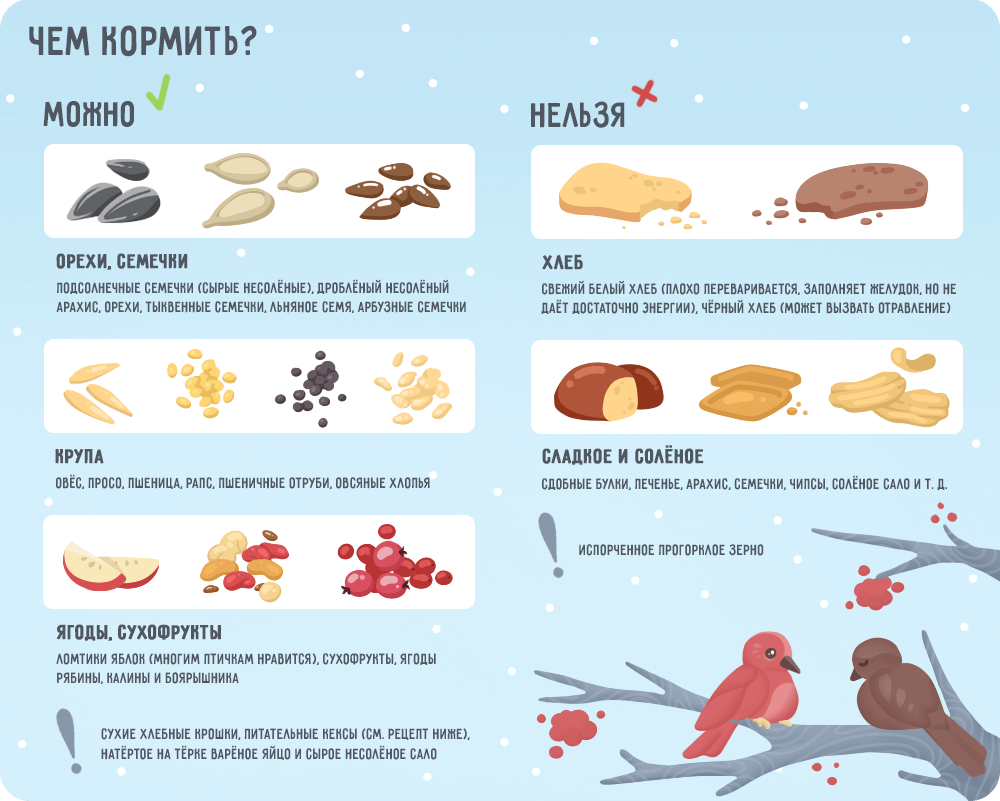 ЧЕМ КОРМИТЬ?
МОЖНО
ОРЕХИ, СЕМЕЧКИ
ПОДСОЛНЕЧНЫЕ СЕМЕЧКИ (СЫРЫЕ НЕСОЛЁНЫЕ), ДРОБЛЁНЫЙ НЕСОЛЁНЫЙ
АРАХИС, ОРЕХИ, ТЫКВЕННЫЕ СЕМЕЧКИ, ЛЬНЯНОЕ СЕМЯ, АРБУЗНЫЕ СЕМЕЧКИ
КРУПА
ОВЁС, ПРОСО, ПШЕНИЦА, РАПС, ПШЕНИЧНЫЕ ОТРУБИ, ОВСЯНЫЕ ХЛОПЬЯ
ЯГОДЫ, СУХОФРУКТЫ
ЛОМТИКИ ЯБЛОК (МНОГИМ ПТИЧКАМ НРАВИТСЯ), СУХОФРУКТЫ, ЯГОДЫ
РЯБИНЫ, КАЛИНЫ И БОЯРЫШНИКА
! СУХИЕ ХЛЕБНЫЕ КРОШКИ, ПИТАТЕЛЬНЫЕ КЕКСЫ (СМ. РЕЦЕПТ НИЖЕ),
НАТЁРТОЕ НА ТЁРКЕ ВАРЁНОЕ ЯЙЦО И СЫРОЕ НЕСОЛЁНОЕ САЛО
НЕЛЬЗЯ
ХЛЕБ
СВЕЖИЙ БЕЛЫЙ ХЛЕБ (ПЛОХО ПЕРЕВАРИВАЕТСЯ, ЗАПОЛНЯЕТ ЖЕЛУДОК, НО НЕ
ДАЁТ ДОСТАТОЧНО ЭНЕРГИИ), ЧЁРНЫЙ ХЛЕБ (МОЖЕТ ВЫЗВАТЬ ОТРАВЛЕНИЕ)
СЛАДКОЕ И СОЛЁНОЕ
СДОБНЫЕ БУЛКИ, ПЕЧЕНЬЕ, АРАХИС, СЕМЕЧКИ, ЧИПСЫ, СОЛЁНОЕ САЛО И Т. Д.
! ИСПОРЧЕННОЕ ПРОГОРКЛОЕ ЗЕРНО